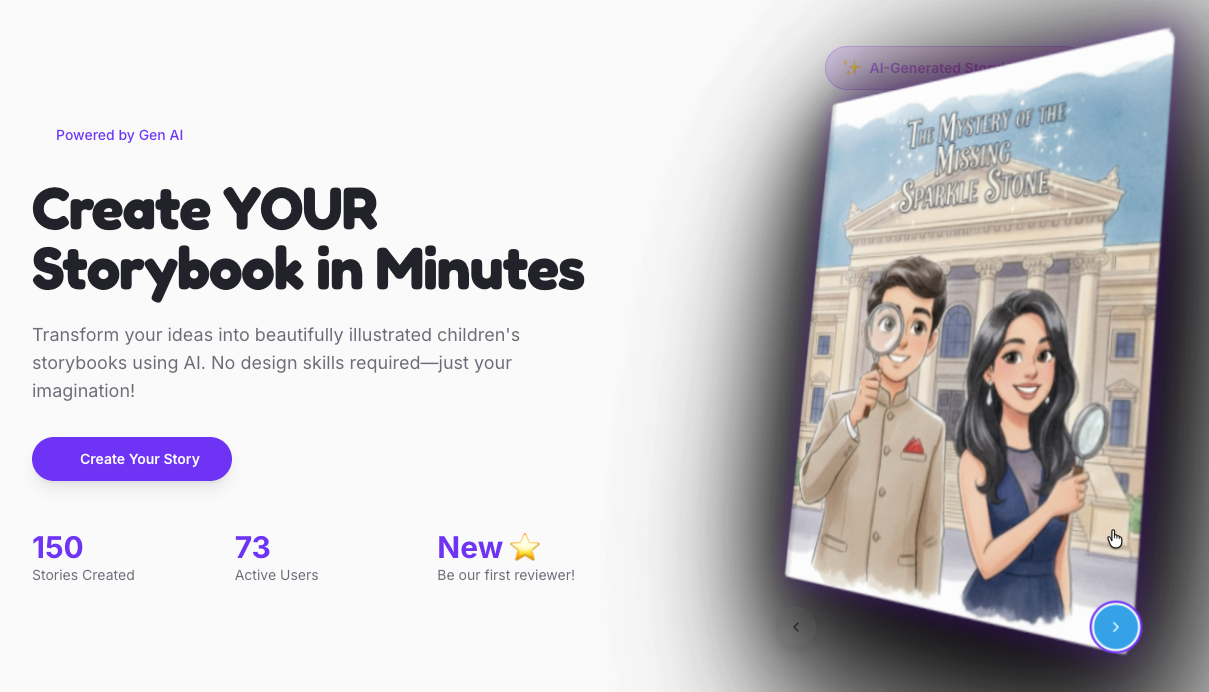 Powered by Gen AI
Create YOUR
Storybook in Minutes
Transform your ideas into beautifully illustrated children's
storybooks using AI. No design skills required—just your
imagination!
Create Your Story
150
Stories Created
73
Active Users
New
Be our first reviewer!
AI-Generated
The Mystery of the
Missing
Sparkle Stone